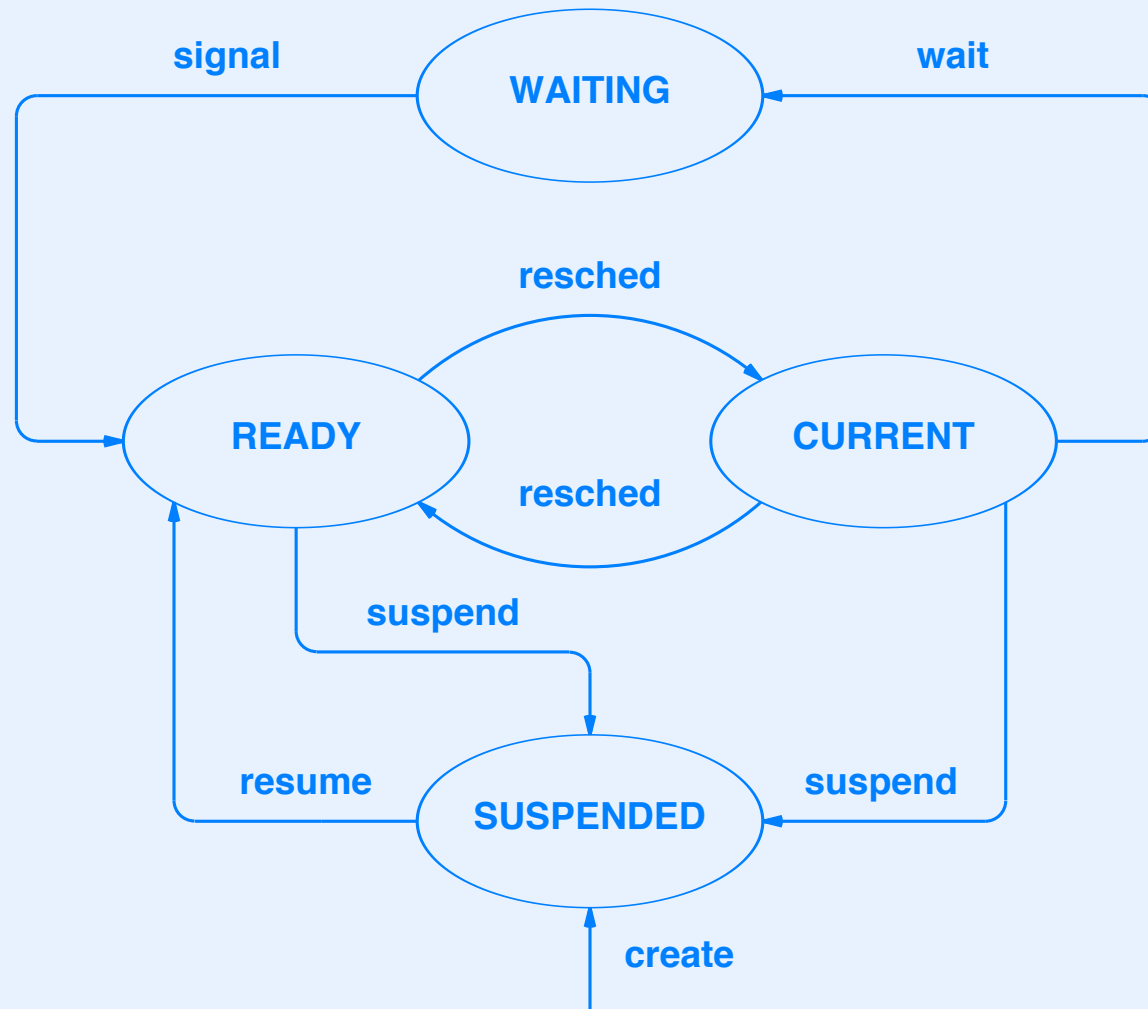 signal
WAITING
wait
resched
READY
CURRENT
resched
suspend
resume
SUSPENDED
suspend
create